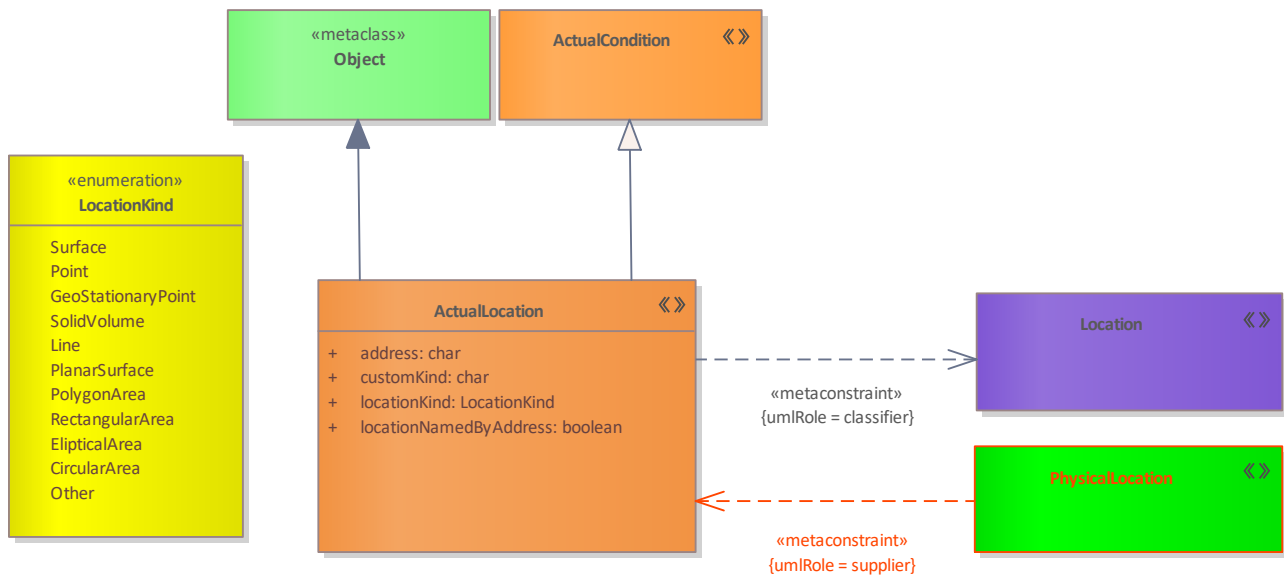 «metaclass»
Object
ActualCondition
«»
«enumeration»
LocationKind
Surface
Point
GeoStationaryPoint
SolidVolume
Line
PlanarSurface
PolygonArea
RectangularArea
ElipticalArea
CircularArea
Other
ActualLocation
«»
+ address: char
+ customKind: char
+ locationKind: LocationKind
+ locationNamedByAddress: boolean
Location
«»
«metaconstraint»
{umlRole = classifier}
PhysicalLocation
«»
«metaconstraint»
{umlRole = supplier}